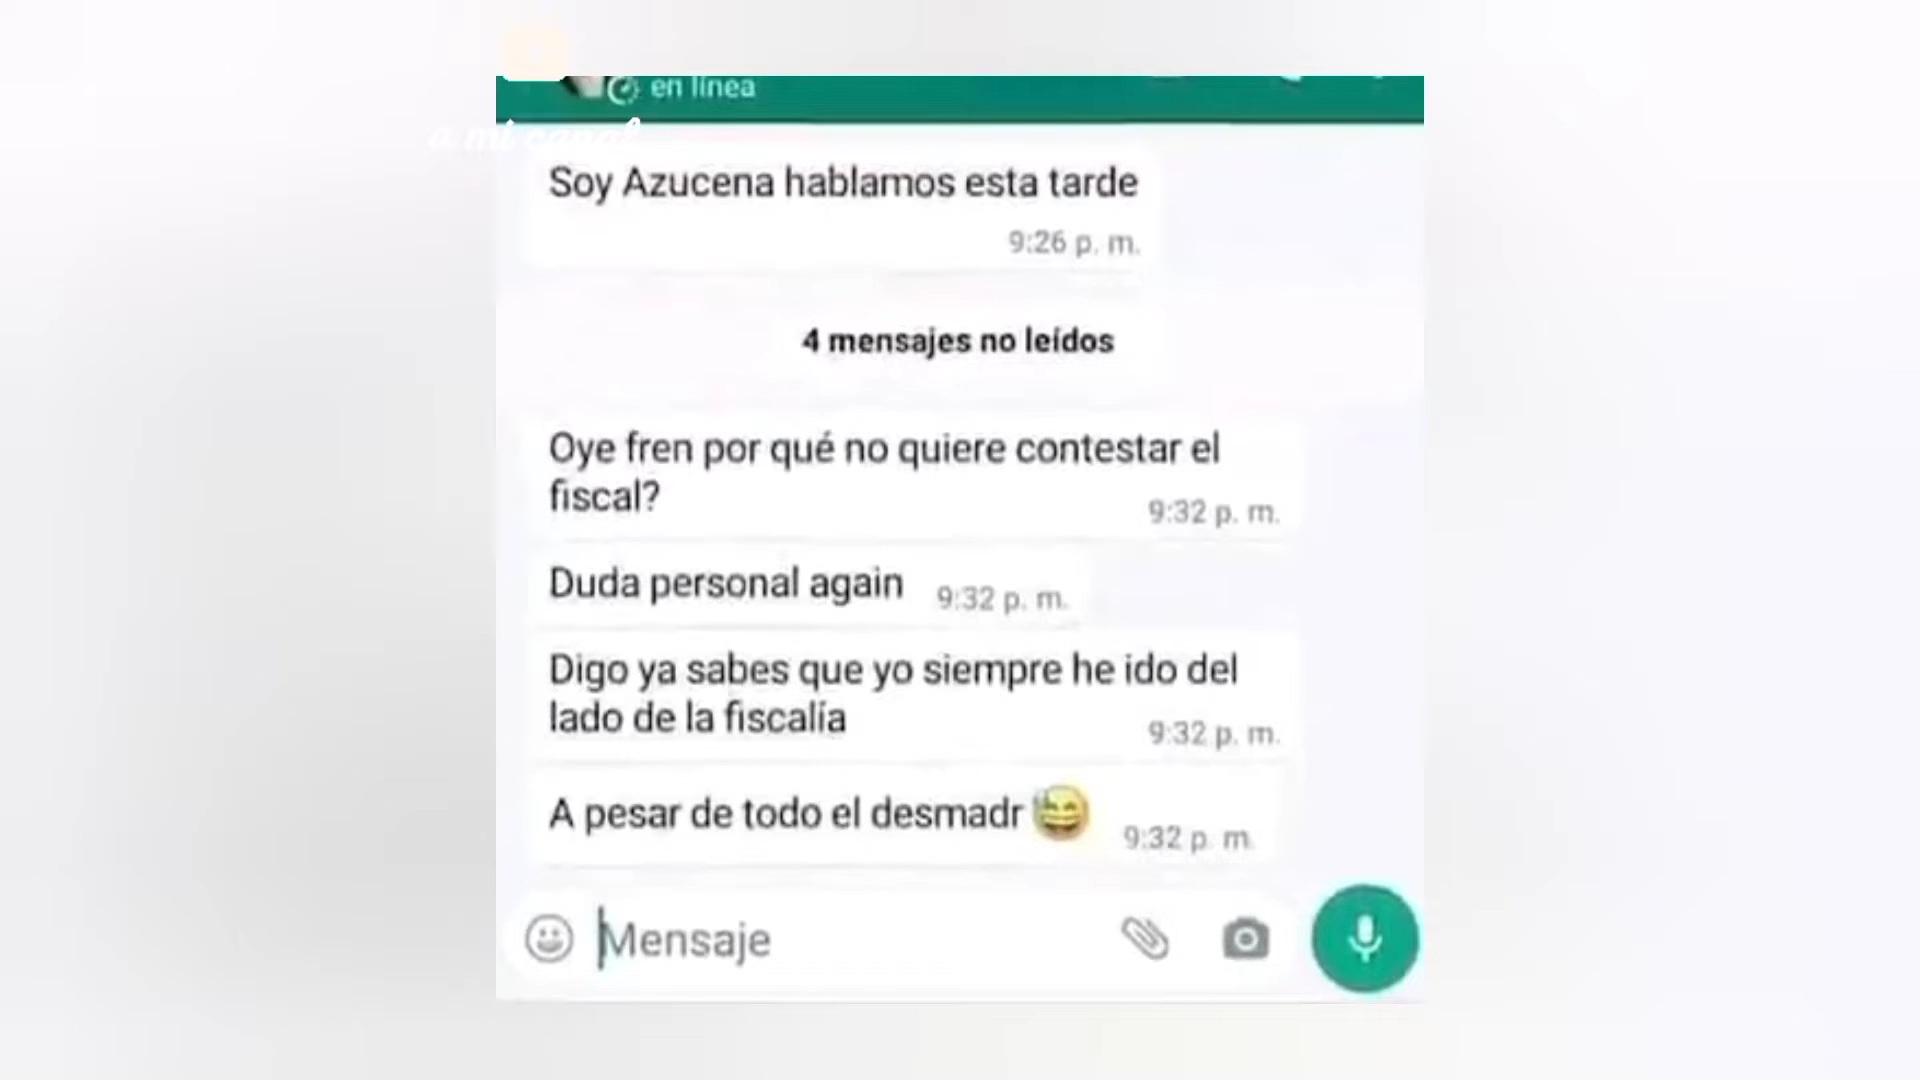 en línea
a mi canal
Soy Azucena hablamos esta tarde
9:26 p. m.
4 mensajes no leídos
Oye fren por qué no quiere contestar el
fiscal?
9:32 p. m.
Duda personal again
9:32 p. m.
Digo ya sabes que yo siempre he ido del
lado de la fiscalía
9:32 p. m.
A pesar de todo el desmadr
9:32 p. m.
Mensaje